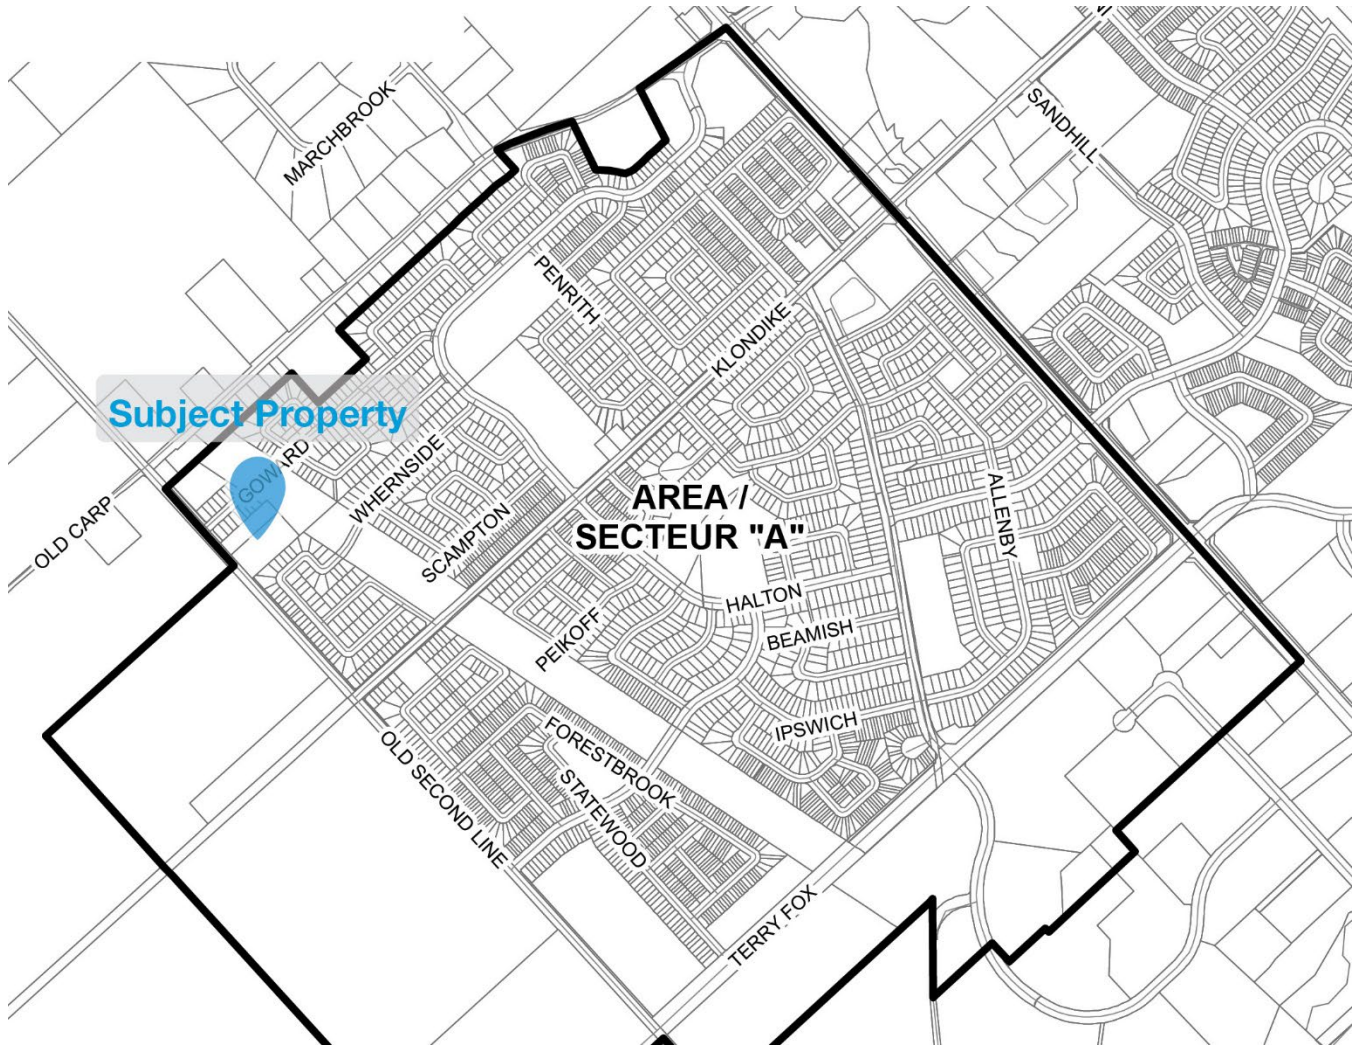 MARCHBROOK
SANDHILL
PENRITH
KLONDIKE
Subject Property
GOWARD
WHERNSIDE
OLD CARP
SCAMPTON
AREA /
SECTEUR "A"
ALLENBY
HALTON
BEAMISH
PEIKOFF
IPSWICH
FORESTBROOK
STATEWOOD
OLD SECOND LINE
TERRY FOX